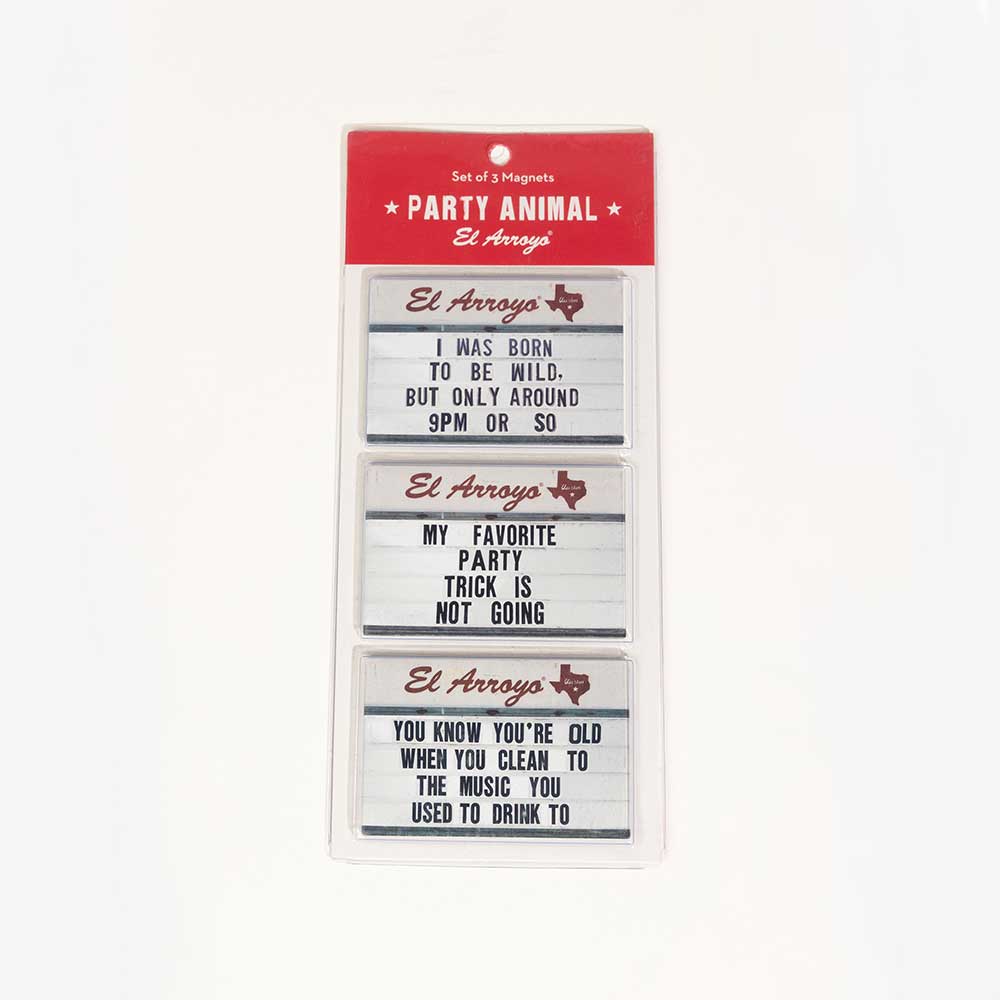 Set of 3 Magnets
★ PARTY ANIMAL ★
El Arroyo®
El Arroyo®
I WAS BORN
TO BE WILD,
BUT ONLY AROUND
9PM OR SO
El Arroyo®
MY FAVORITE
PARTY
TRICK IS
NOT GOING
El Arroyo®
YOU KNOW YOU'RE OLD
WHEN YOU CLEAN TO
THE MUSIC YOU
USED TO DRINK TO